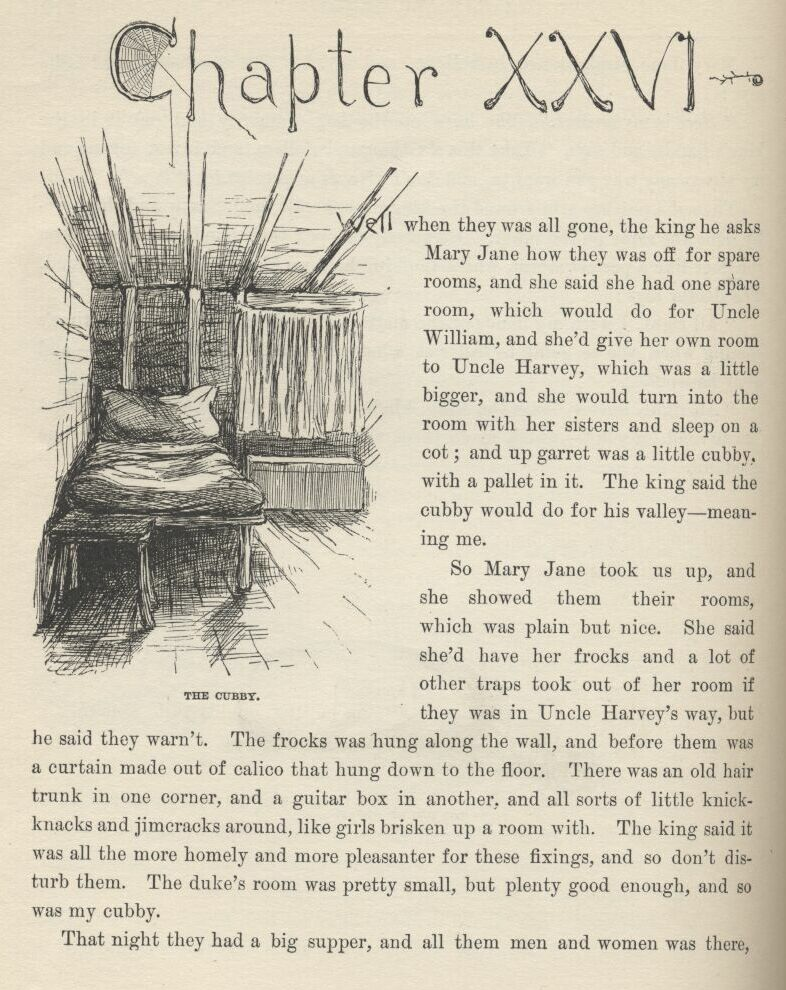 Chapter XXVI
Well when they was all gone, the king he asks
Mary Jane how they was off for spare
rooms, and she said she had one spare
room, which would do for Uncle
William, and she'd give her own room
to Uncle Harvey, which was a little
bigger, and she would turn into the
room with her sisters and sleep on a
cot; and up garret was a little cubby,
with a pallet in it. The king said the
cubby would do for his valley—mean-
ing me.
So Mary Jane took us up, and
she showed them their rooms,
which was plain but nice. She said
she'd have her frocks and a lot of
other traps took out of her room if
they was in Uncle Harvey's way, but
THE CUBBY.
he said they warn't. The frocks was hung along the wall, and before them was
a curtain made out of calico that hung down to the floor. There was an old hair
trunk in one corner, and a guitar box in another, and all sorts of little knick-
knacks and jimcracks around, like girls brisken up a room with. The king said it
was all the more homely and more pleasanter for these fixings, and so don't dis-
turb them. The duke's room was pretty small, but plenty good enough, and so
was my cubby.
That night they had a big supper, and all them men and women was there,